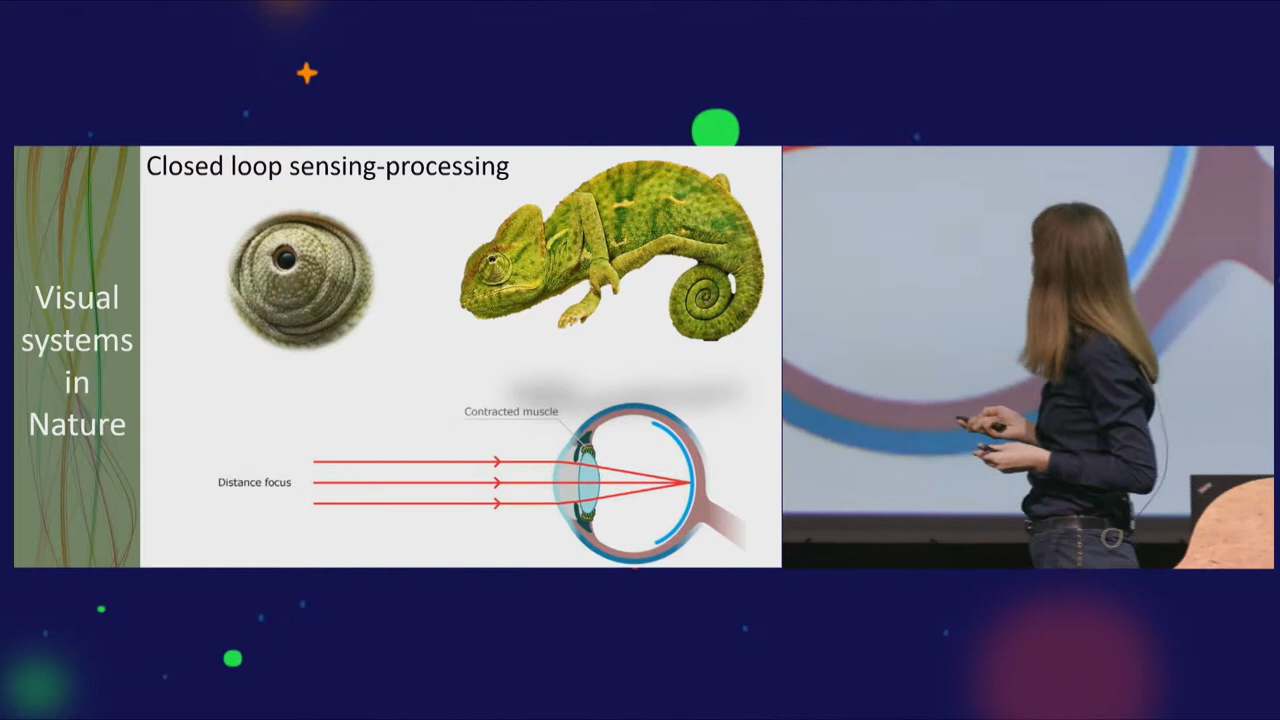 Closed loop sensing-processing
Visual
systems
in
Nature
Contracted muscle
Distance focus